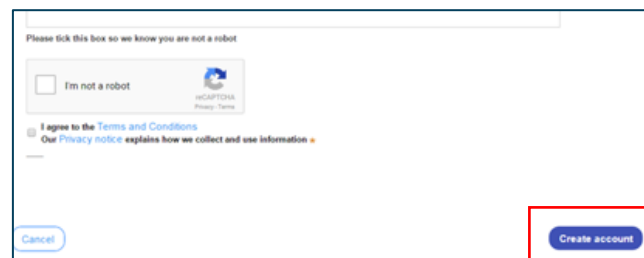 Please tick this box so we know you are not a robot
I'm not a robot
reCAPTCHA
Privacy - Terms
I agree to the Terms and Conditions
Our Privacy notice explains how we collect and use information *
Cancel
Create account